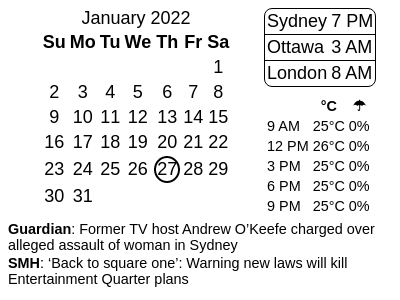 January 2022
Su Mo Tu We Th Fr Sa
1
2 3 4 5 6 7 8
9 10 11 12 13 14 15
16 17 18 19 20 21 22
23 24 25 26 27 28 29
30 31
Sydney 7 PM
Ottawa 3 AM
London 8 AM
°C ☂
9 AM 25°C 0%
12 PM 26°C 0%
3 PM 25°C 0%
6 PM 25°C 0%
9 PM 25°C 0%
Guardian: Former TV host Andrew O’Keefe charged over
alleged assault of woman in Sydney
SMH: ‘Back to square one’: Warning new laws will kill
Entertainment Quarter plans